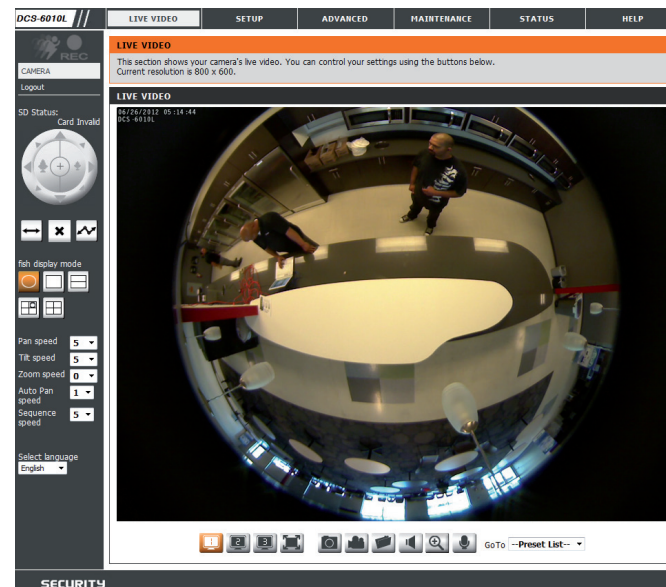 DCS-6010L
LIVE VIDEO
SETUP
ADVANCED
MAINTENANCE
STATUS
HELP
REC
CAMERA
Logout
SD Status:
Card Invalid
fish display mode
Pan speed 5
Tilt speed 5
Zoom speed 0
Auto Pan speed 1
Sequence speed 5
Select language
English
LIVE VIDEO
This section shows your camera's live video. You can control your settings using the buttons below.
Current resolution is 800 x 600.
LIVE VIDEO
06/26/2012 05:14:44
DCS-6010L
1 2 3
GoTo --Preset List--
SECURITY